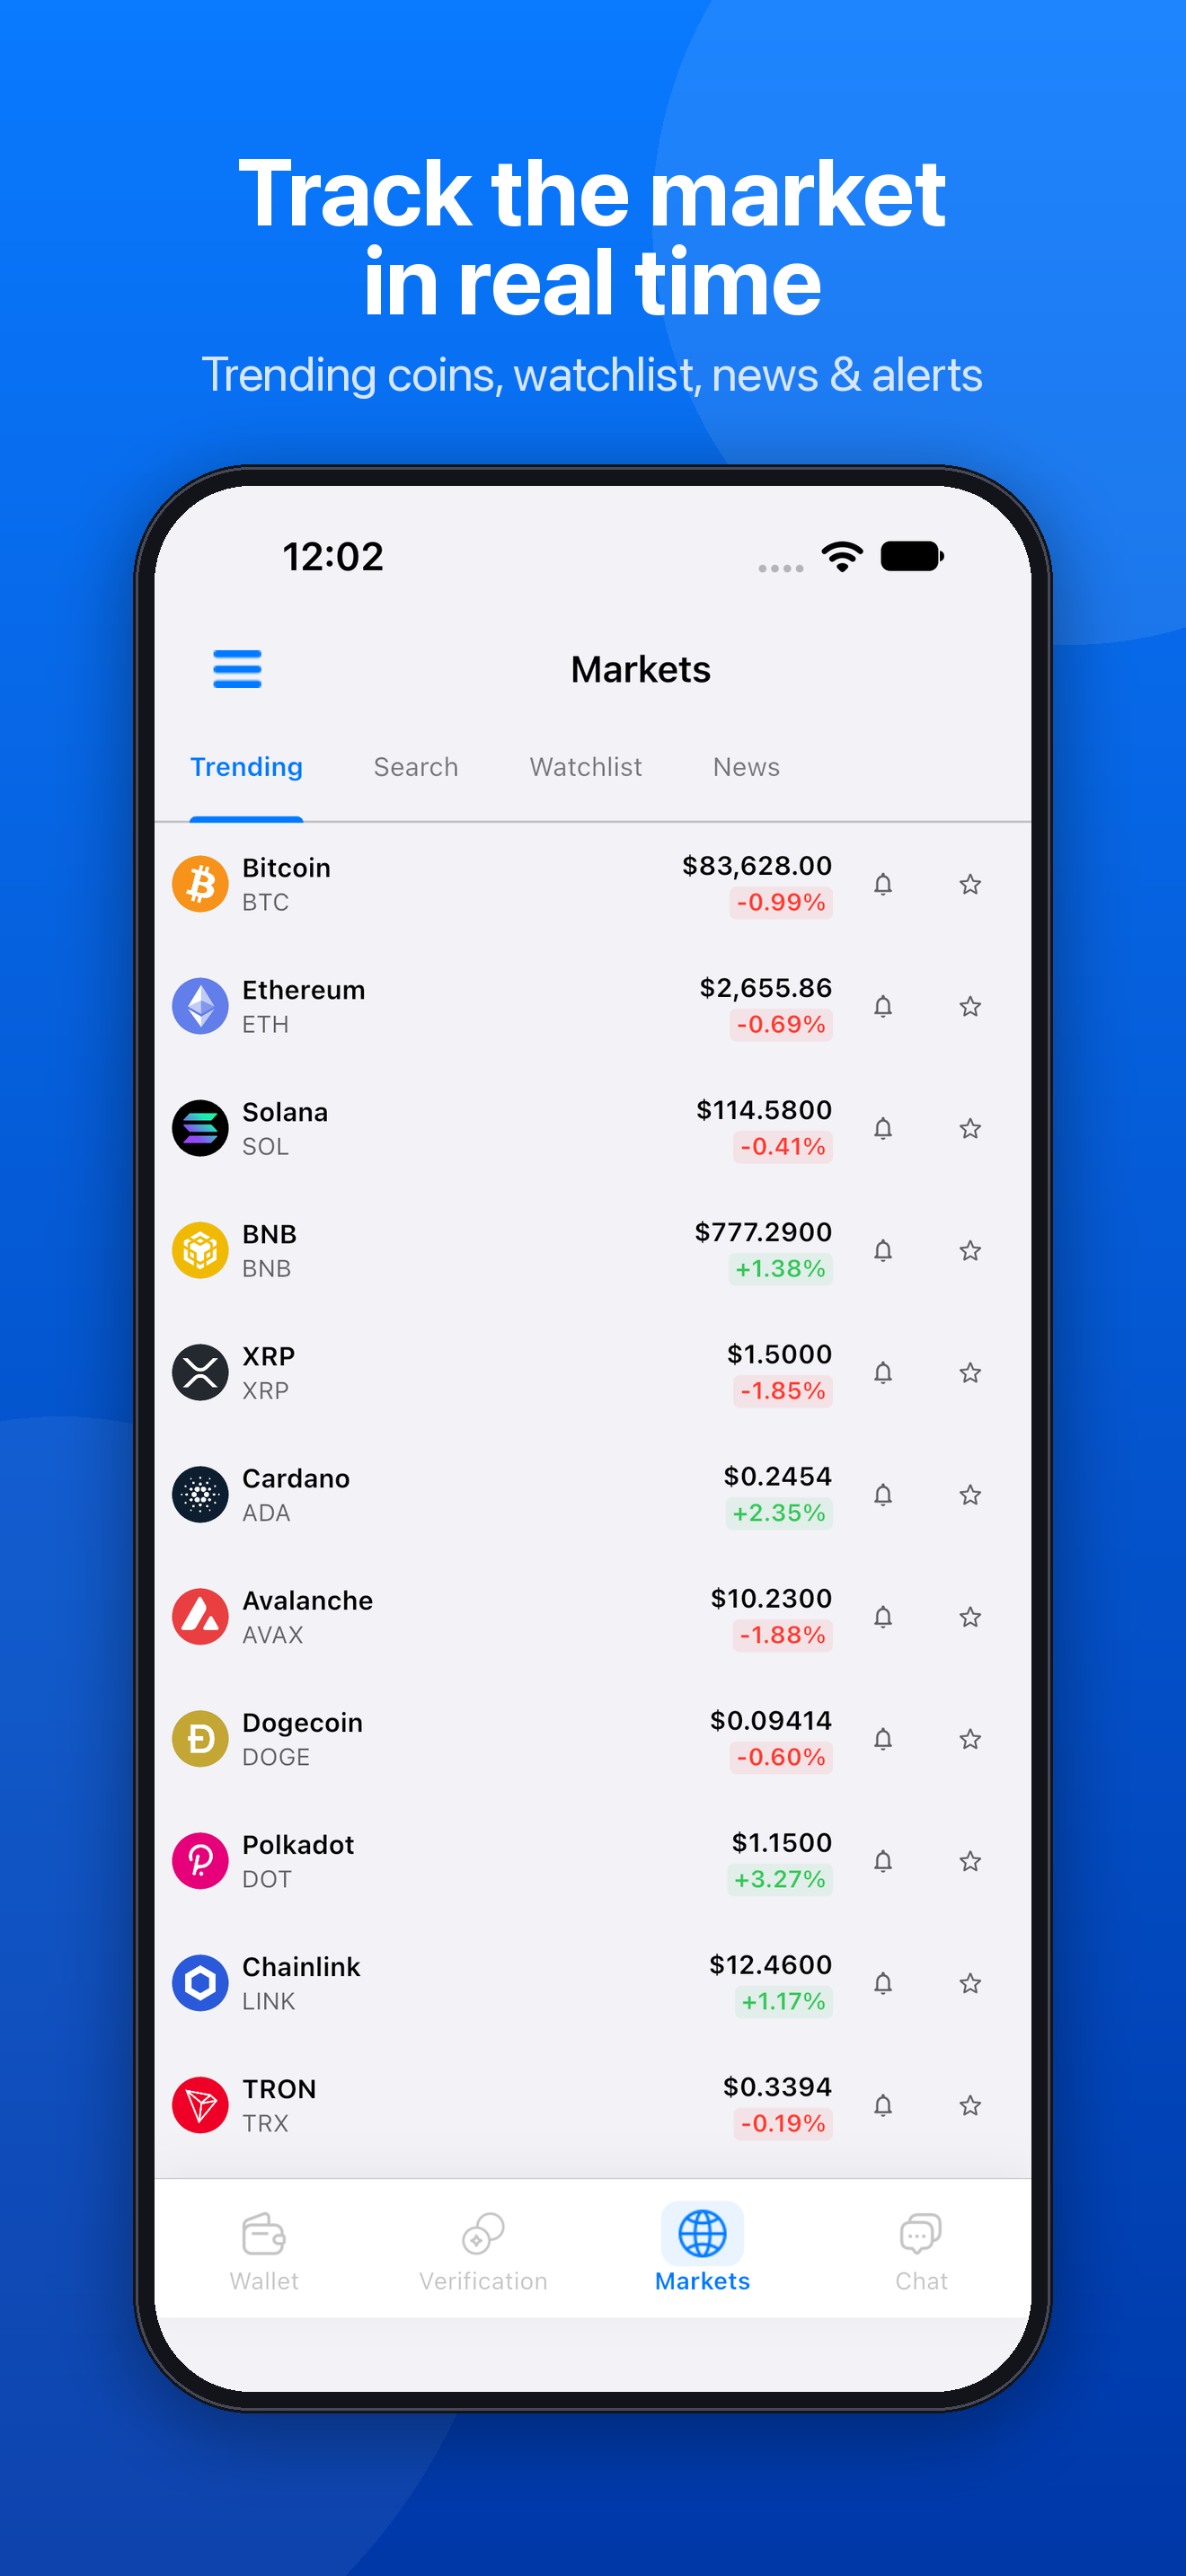 Track the market
in real time
Trending coins, watchlist, news & alerts
12:02
Markets
Trending Search Watchlist News
Bitcoin $83,628.00
BTC -0.99%
Ethereum $2,655.86
ETH -0.69%
Solana $114.5800
SOL -0.41%
BNB $777.2900
BNB +1.38%
XRP $1.5000
XRP -1.85%
Cardano $0.2454
ADA +2.35%
Avalanche $10.2300
AVAX -1.88%
Dogecoin $0.09414
DOGE -0.60%
Polkadot $1.1500
DOT +3.27%
Chainlink $12.4600
LINK +1.17%
TRON $0.3394
TRX -0.19%
Wallet Verification Markets Chat